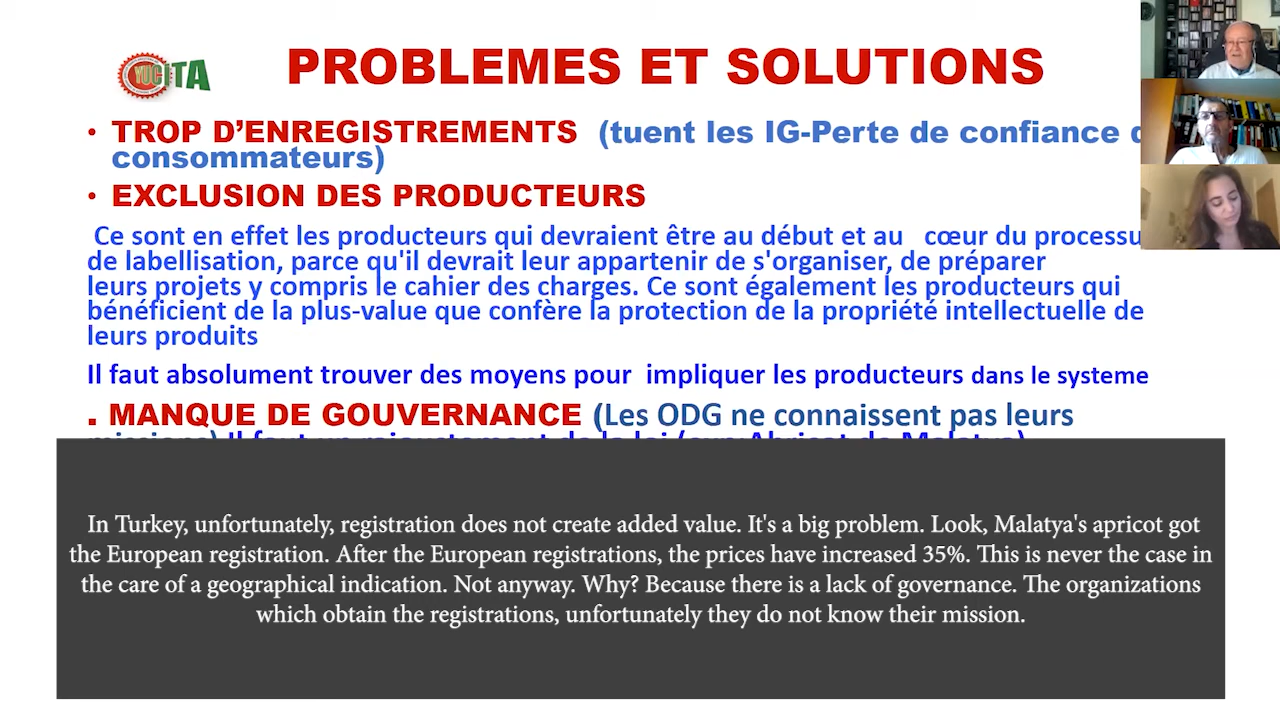 YUCITA
PROBLEMES ET SOLUTIONS
• TROP D’ENREGISTREMENTS (tuent les IG-Perte de confiance
consommateurs)
• EXCLUSION DES PRODUCTEURS
Ce sont en effet les producteurs qui devraient être au début et au cœur du processu
de labellisation, parce qu'il devrait leur appartenir de s'organiser, de préparer
leurs projets y compris le cahier des charges. Ce sont également les producteurs qui
bénéficient de la plus-value que confère la protection de la propriété intellectuelle de
leurs produits
Il faut absolument trouver des moyens pour impliquer les producteurs dans le systeme
. MANQUE DE GOUVERNANCE (Les ODG ne connaissent pas leurs
In Turkey, unfortunately, registration does not create added value. It's a big problem. Look, Malatya's apricot got
the European registration. After the European registrations, the prices have increased 35%. This is never the case in
the care of a geographical indication. Not anyway. Why? Because there is a lack of governance. The organizations
which obtain the registrations, unfortunately they do not know their mission.